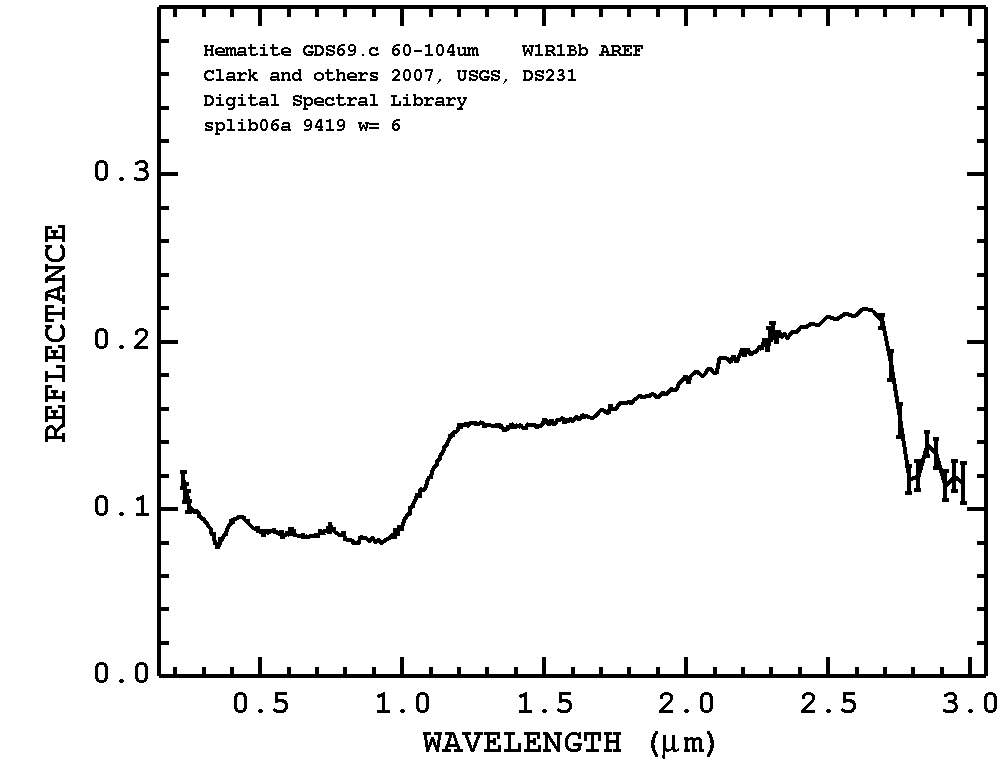 Hematite GDS69.c 60-104um W1R1Bb AREF
Clark and others 2007, USGS, DS231
Digital Spectral Library
splib06a 9419 w= 6
0.3
0.2
0.1
0.0
REFLECTANCE
0.5 1.0 1.5 2.0 2.5 3.0
WAVELENGTH (μm)